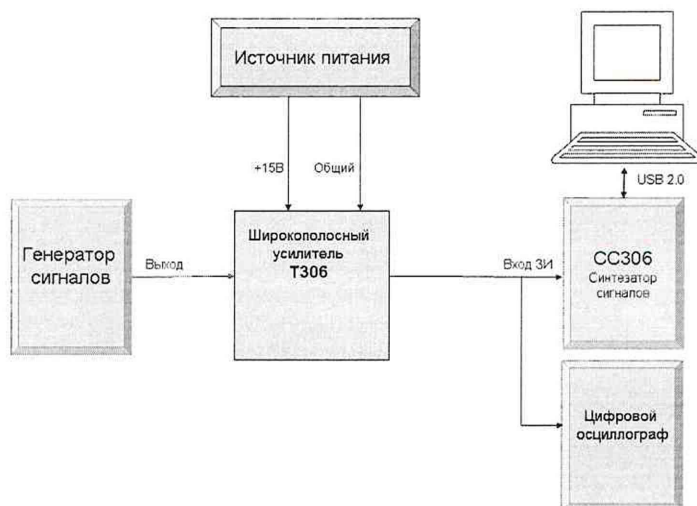 Источник питания
+15В
Общий
USB 2.0
Генератор
сигналов
Выход
Широкополосный
усилитель
Т306
Вход ЗИ
СС306
Синтезатор
сигналов
Цифровой
осциллограф